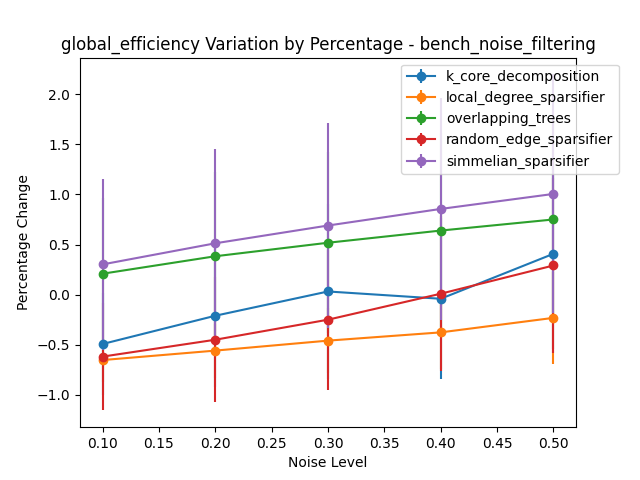 global_efficiency Variation by Percentage - bench_noise_filtering
k_core_decomposition
local_degree_sparsifier
overlapping_trees
random_edge_sparsifier
simmelian_sparsifier
Percentage Change
2.0
1.5
1.0
0.5
0.0
−0.5
−1.0
0.10 0.15 0.20 0.25 0.30 0.35 0.40 0.45 0.50
Noise Level